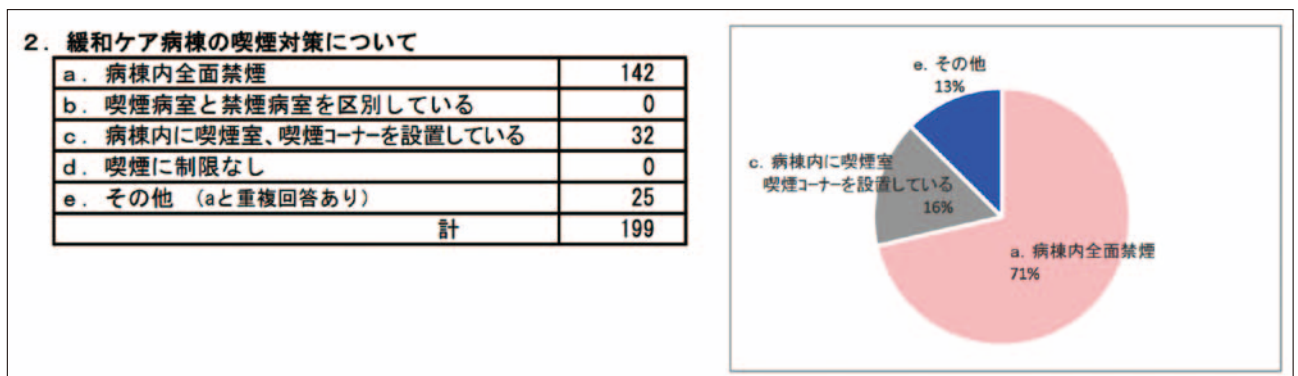 2. 緩和ケア病棟の喫煙対策について
a. 病棟内全面禁煙 142
b. 喫煙病室と禁煙病室を区別している 0
c. 病棟内に喫煙室、喫煙コーナーを設置している 32
d. 喫煙に制限なし 0
e. その他 (aと重複回答あり) 25
計 199
e. その他
13%
c. 病棟内に喫煙室
喫煙コーナーを設置している
16%
a. 病棟内全面禁煙
71%